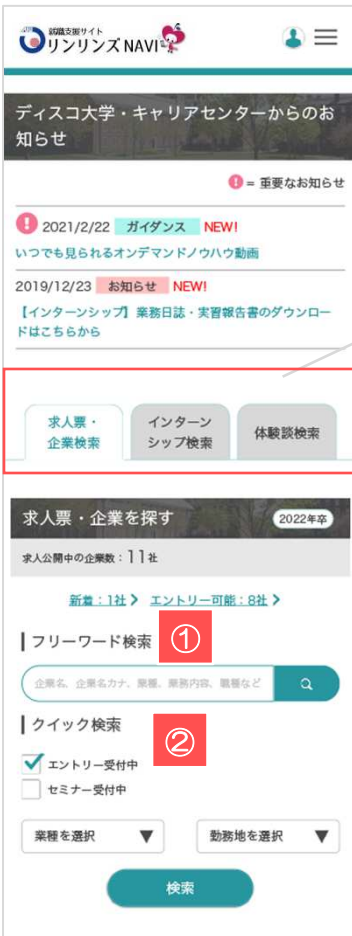 就職支援サイト
リンリンズNAVI
ディスコ大学・キャリアセンターからのお
知らせ
! = 重要なお知らせ
! 2021/2/22 ガイダンス NEW!
いつでも見られるオンデマンドノウハウ動画
2019/12/23 お知らせ NEW!
【インターンシップ】業務日誌・実習報告書のダウンロー
ドはこちらから
求人票・
企業検索
インターン
シップ検索
体験談検索
求人票・企業を探す 2022年卒
求人公開中の企業数：11社
新着：1社 エントリー可能：8社
フリーワード検索 ①
企業名、企業名カナ、業種、業務内容、職種など
クイック検索 ②
エントリー受付中
セミナー受付中
業種を選択 ▼ 勤務地を選択 ▼
検索